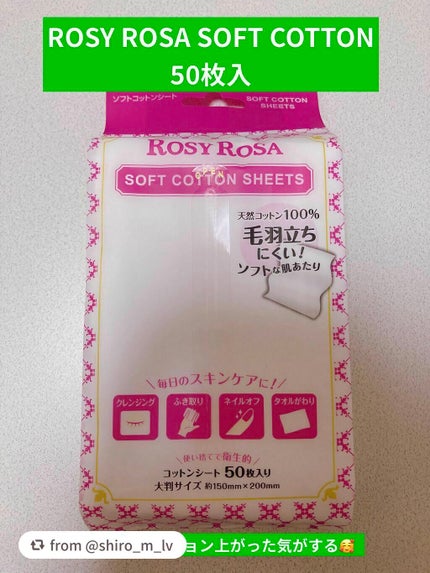 ROSY ROSA SOFT COTTON
50枚入
ソフトコットンシート
SOFT COTTON
SHEETS
ROSY ROSA
OPEN
SOFT COTTON SHEETS
天然コットン100%
毛羽立ち
にくい!
ソフトな肌あたり
毎日のスキンケアに!
クレンジング ふき取り ネイルオフ タオルがわり
使い捨てで衛生的
コットンシート 50枚入り
大判サイズ 約150mm×200mm
from @shiro_m_lv
ョン上がった気がする🥰